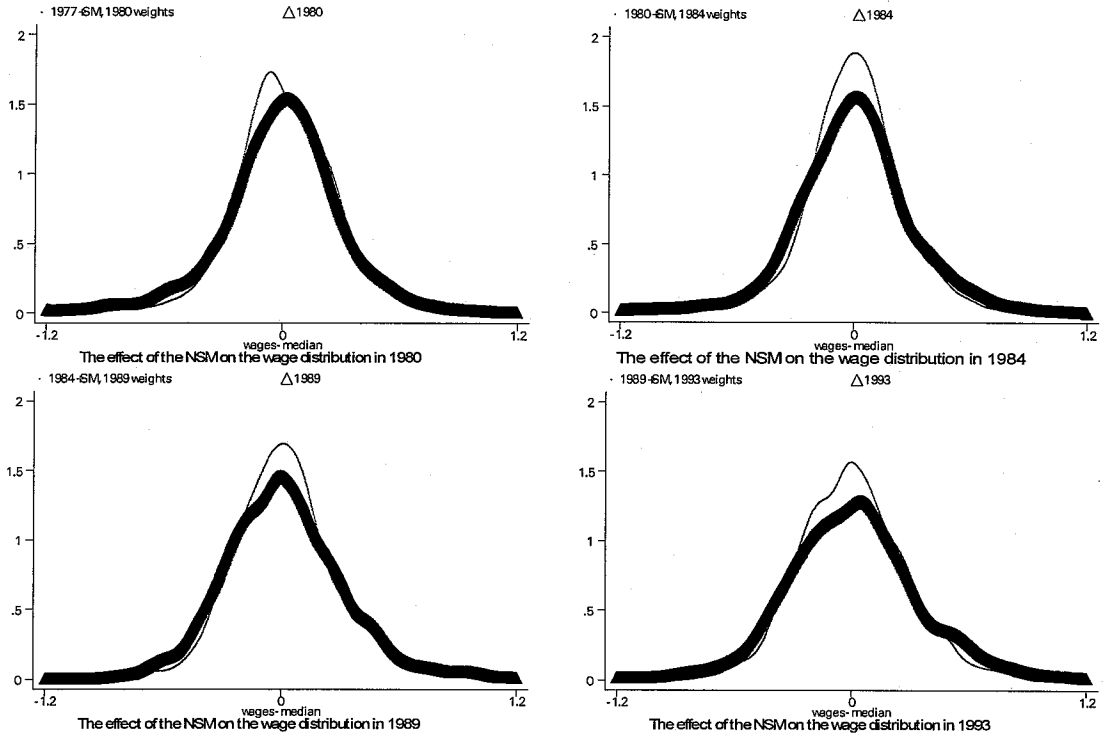 · 1977-SM, 1980 weights △ 1980
2
1.5
1
.5
0
-1.2 0 1.2
wages-median
The effect of the NSM on the wage distribution in 1980
· 1980-SM, 1984 weights △ 1984
2
1.5
1
.5
0
-1.2 0 1.2
wages-median
The effect of the NSM on the wage distribution in 1984
· 1984-SM, 1989 weights △ 1989
2
1.5
1
.5
0
-1.2 0 1.2
wages-median
The effect of the NSM on the wage distribution in 1989
· 1989-SM, 1993 weights △ 1993
2
1.5
1
.5
0
-1.2 0 1.2
wages-median
The effect of the NSM on the wage distribution in 1993